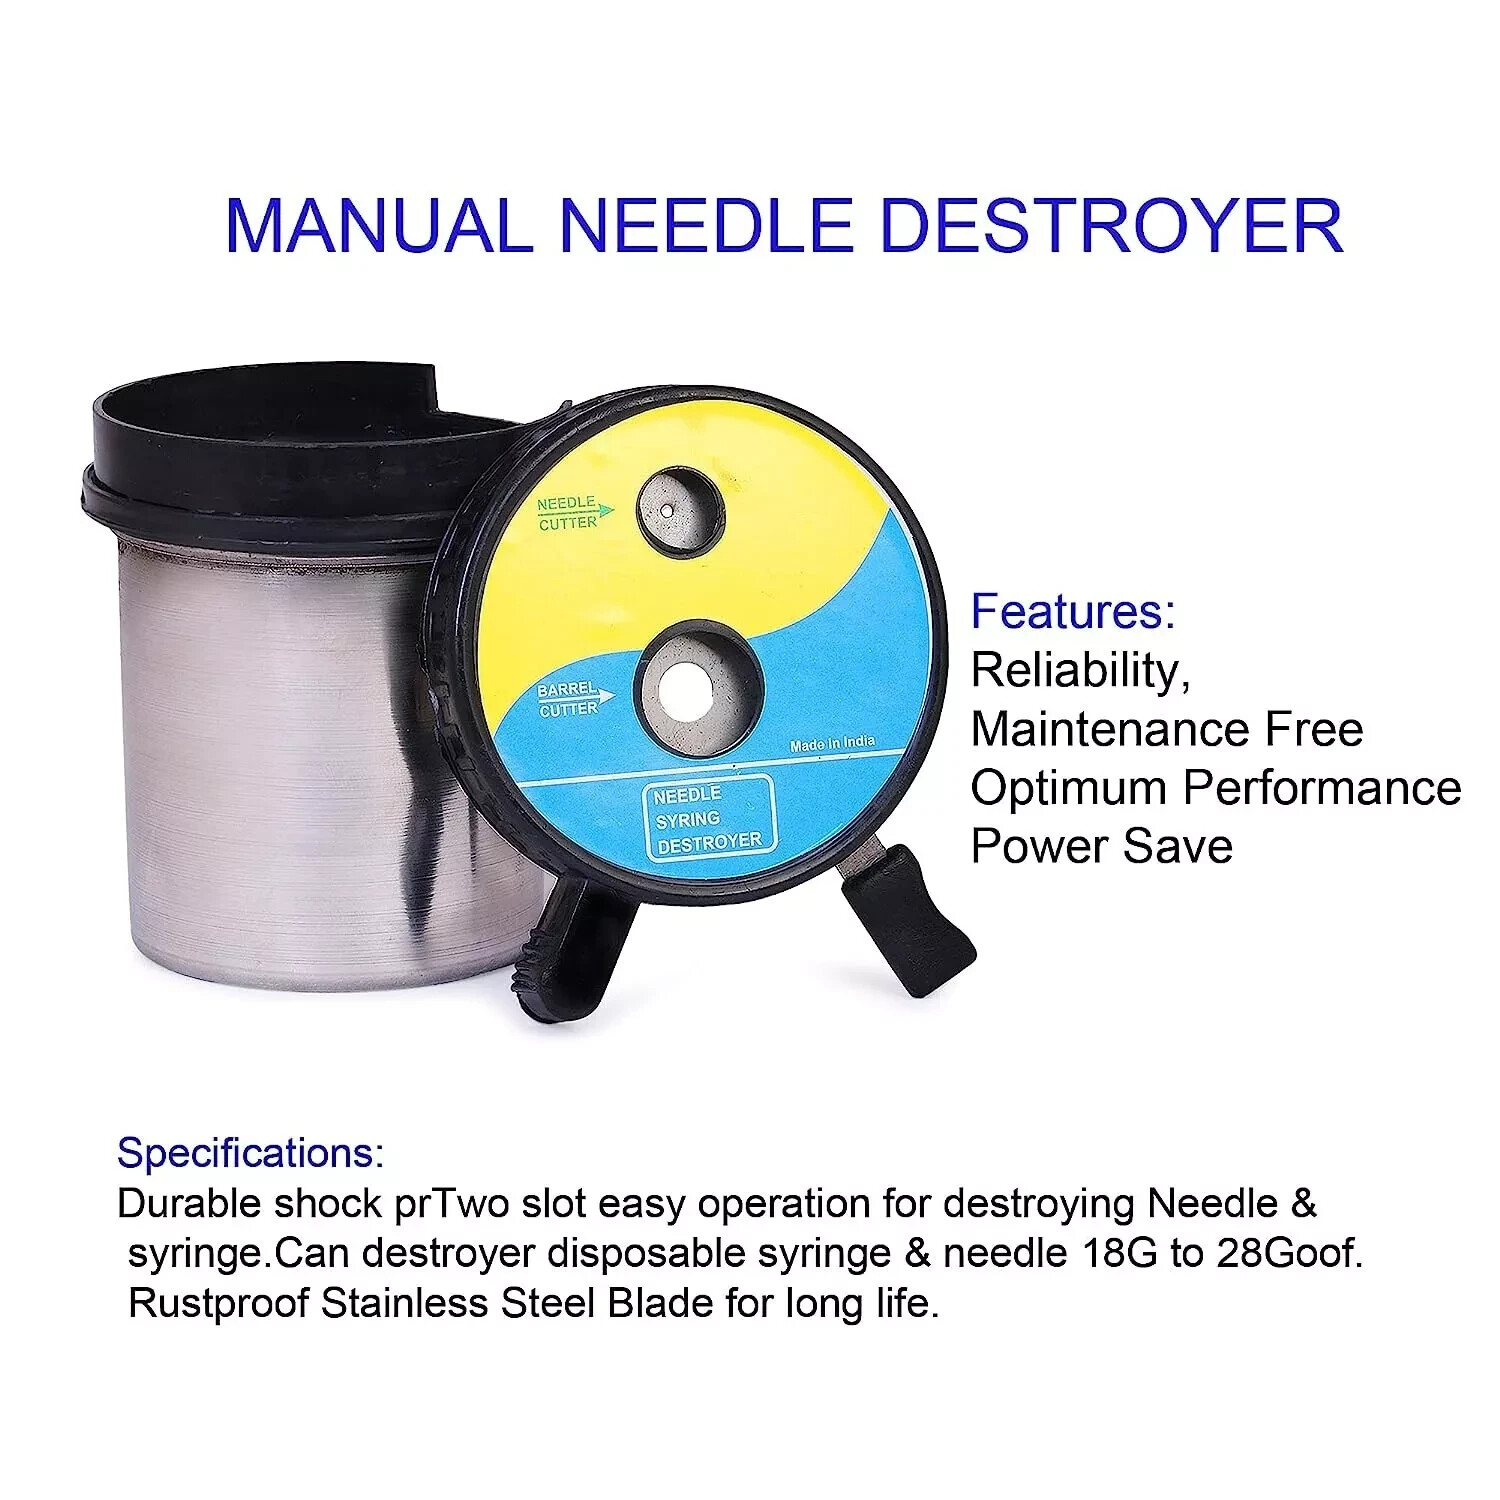 MANUAL NEEDLE DESTROYER
NEEDLE
CUTTER
BARREL
CUTTER
Made In India
NEEDLE
SYRING
DESTROYER
Features:
Reliability,
Maintenance Free
Optimum Performance
Power Save
Specifications:
Durable shock prTwo slot easy operation for destroying Needle &
syringe.Can destroyer disposable syringe & needle 18G to 28Goof.
Rustproof Stainless Steel Blade for long life.